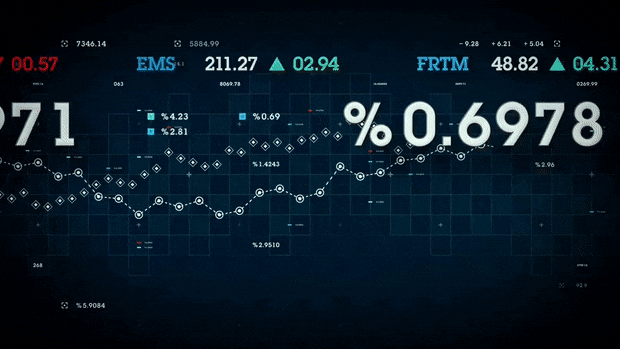 7346.14 5884.99 – 9.28 + 6.21 + 5.04
00.57 EMS 211.27 ▲ 02.94 FRTM 48.82 ▲ 04.31
063 8069.78 0269.99
971 %4.23 %0.69 %0.6978
%2.81
%1.4243 %2.96
%2.9510
268
%5.9084